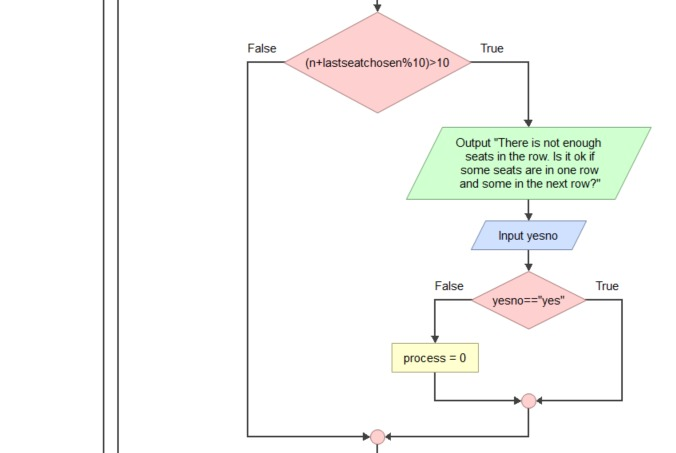 False
True
(n+lastseatchosen%10)>10
Output "There is not enough
seats in the row. Is it ok if
some seats are in one row
and some in the next row?"
Input yesno
False
True
yesno=="yes"
process = 0